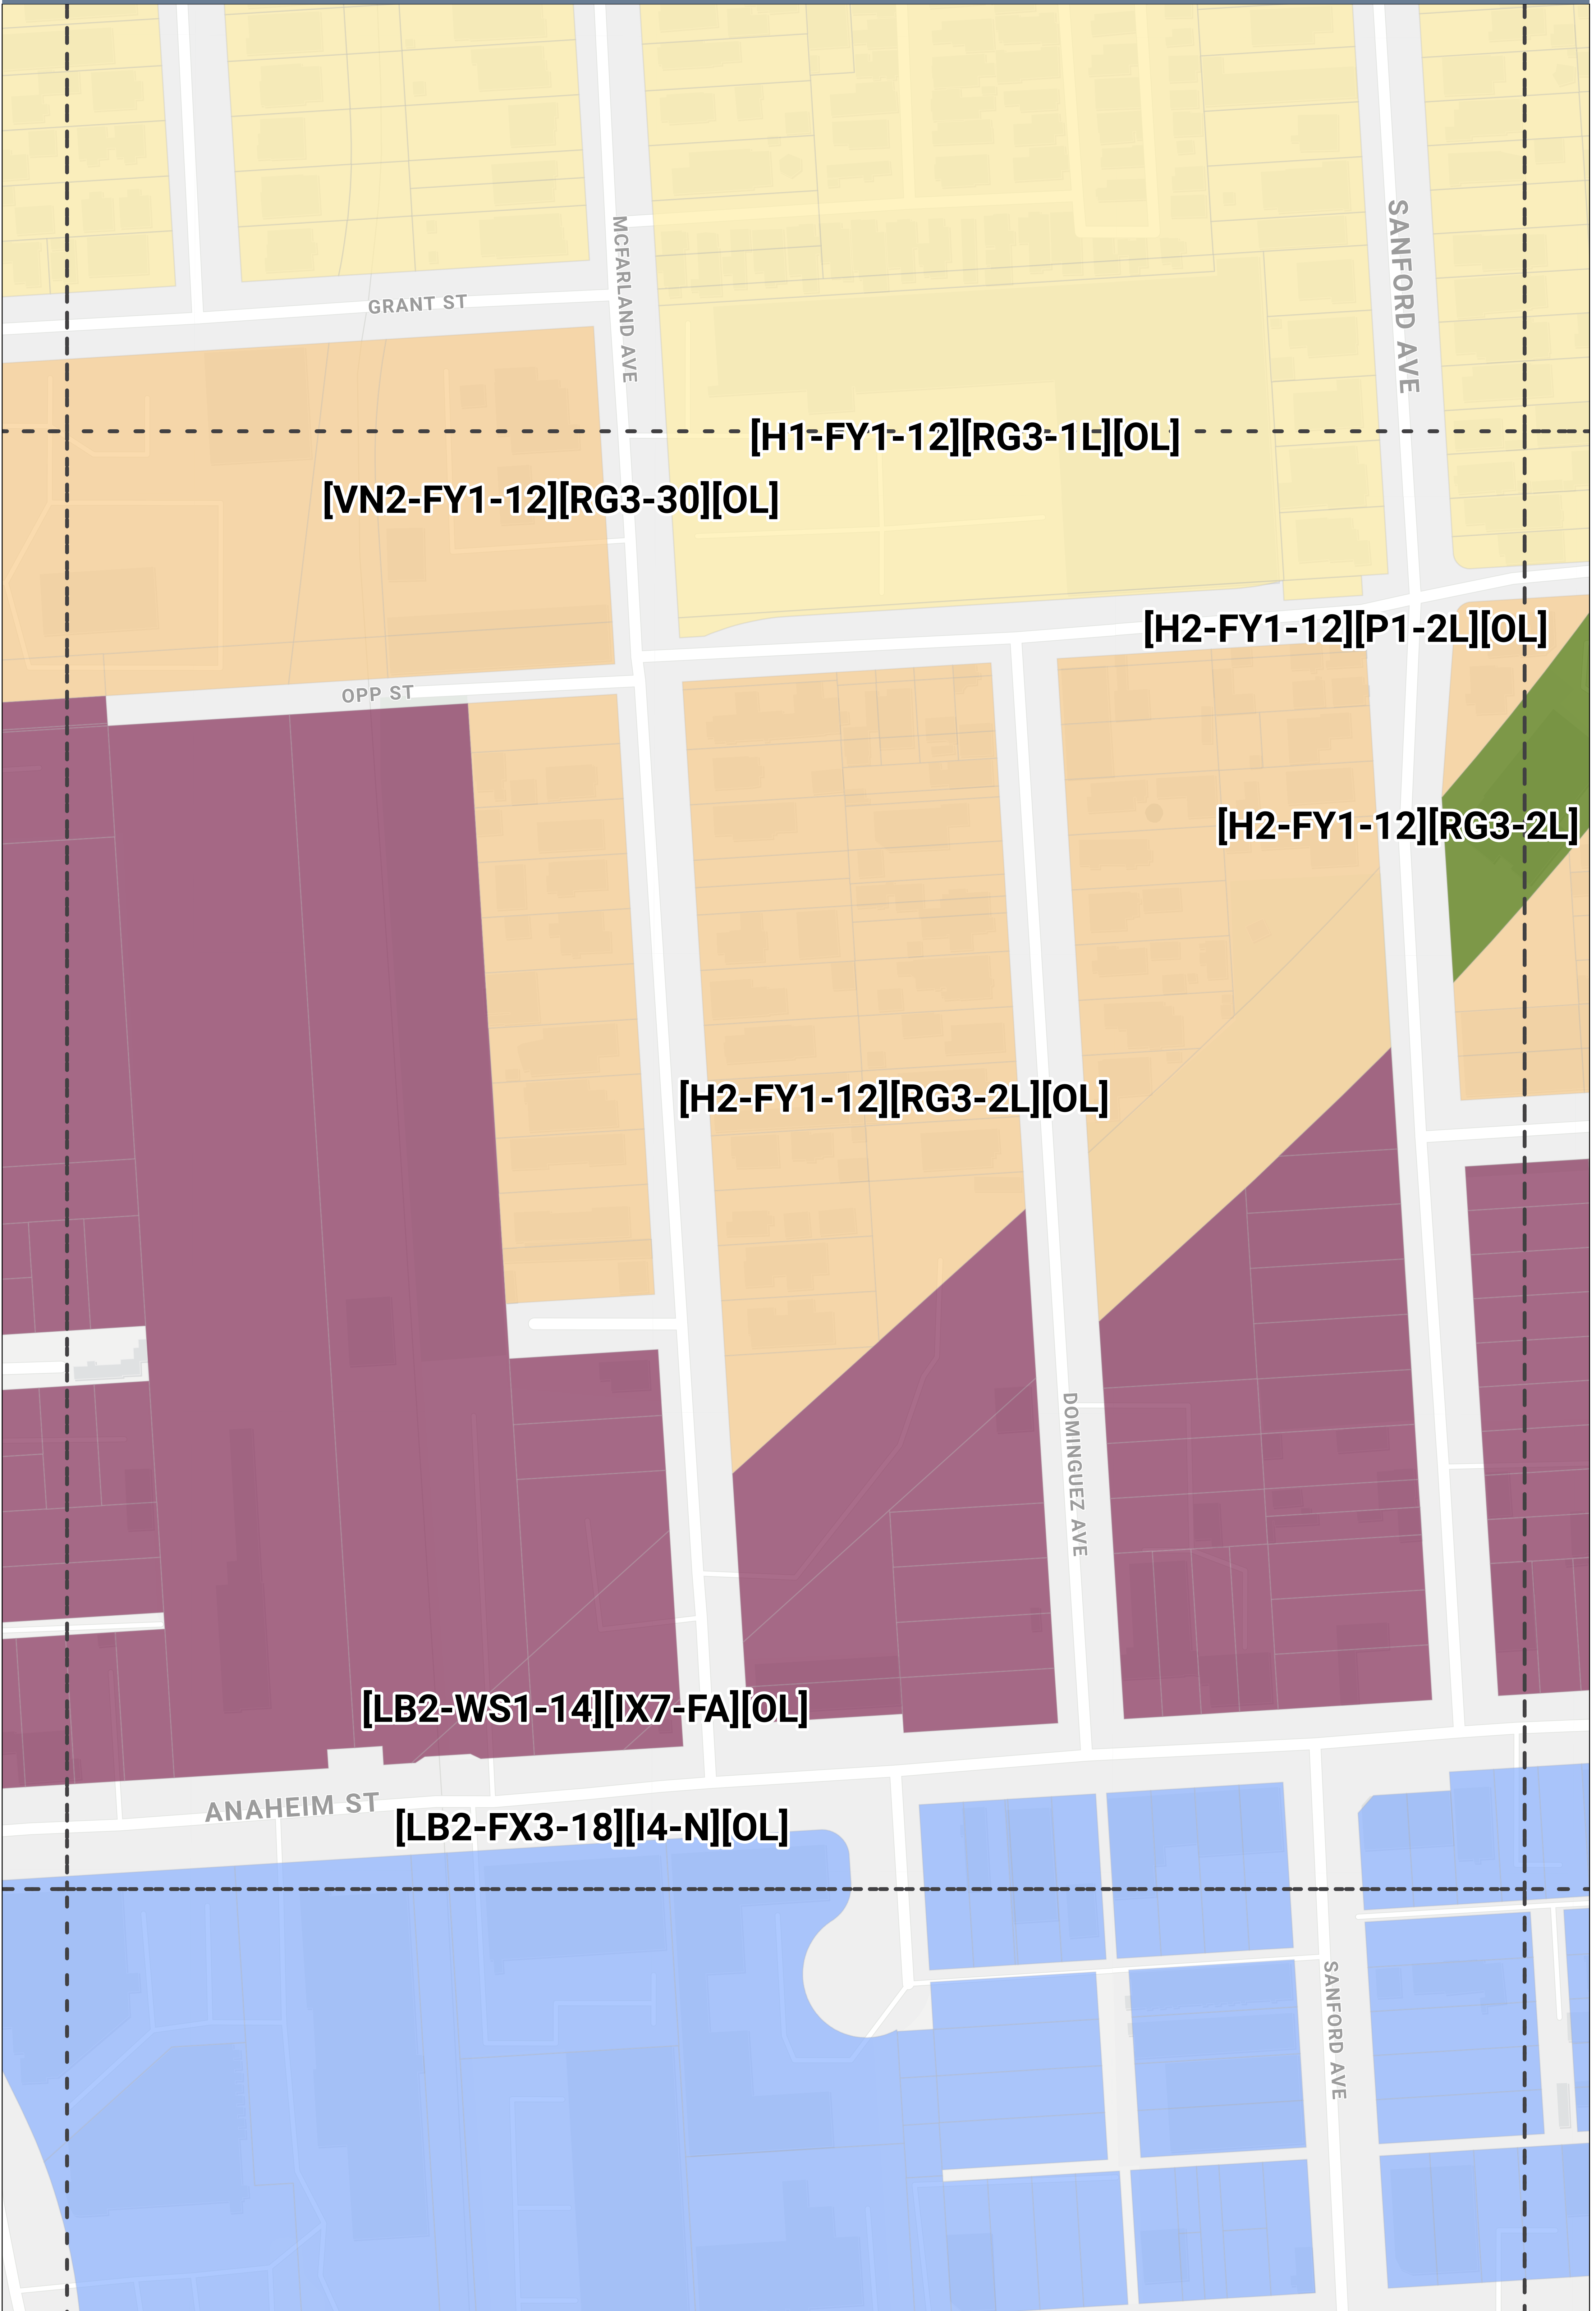 SANFORD AVE
MCFARLAND AVE
GRANT ST
[H1-FY1-12][RG3-1L][OL]
[VN2-FY1-12][RG3-30][OL]
[H2-FY1-12][P1-2L][OL]
OPP ST
[H2-FY1-12][RG3-2L]
[H2-FY1-12][RG3-2L][OL]
DOMINGUEZ AVE
[LB2-WS1-14][IX7-FA][OL]
ANAHEIM ST
[LB2-FX3-18][I4-N][OL]
SANFORD AVE